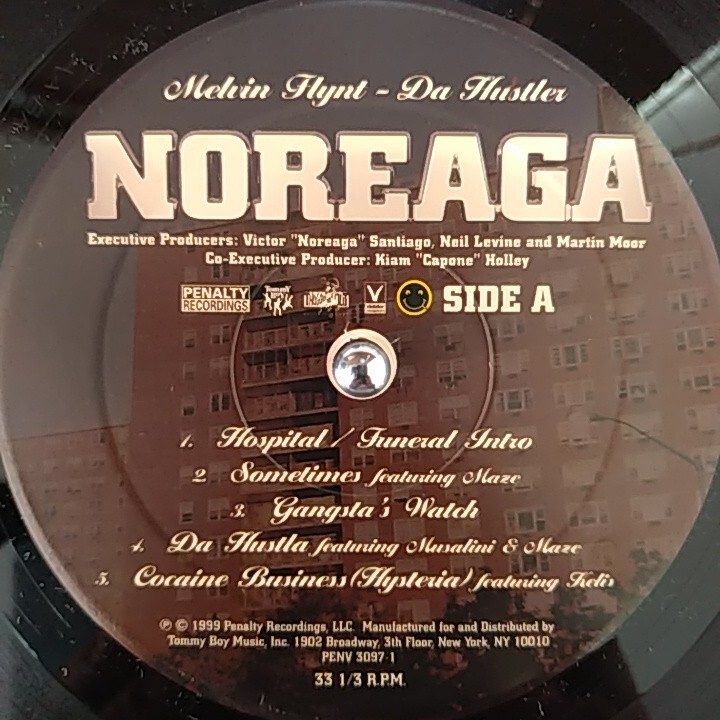 Melvin Flynt - Da Hustler
NOREAGA
Executive Producers: Victor "Noreaga" Santiago, Neil Levine and Martin Moor
Co-Executive Producer: Kiam "Capone" Holley
PENALTY
RECORDINGS
Tommy Boy
SIDE A
1. Hospital / Funeral Intro
2. Sometimes featuring Maze
3. Gangsta's Watch
4. Da Hustla featuring Musalini & Maze
5. Cocaine Business (Hysteria) featuring Kelis
℗ © 1999 Penalty Recordings, LLC. Manufactured for and Distributed by
Tommy Boy Music, Inc. 1902 Broadway, 3th Floor, New York, NY 10010
PENV 3097-1
33 1/3 R.P.M.